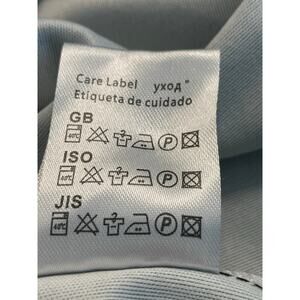 Care Label уход"
Etiqueta de cuidado
GB
P
ISO
P
JIS
P